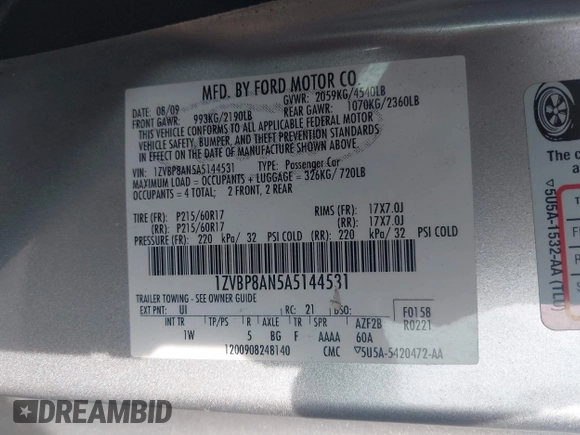 MFD. BY FORD MOTOR CO.
DATE: 08/09 GVWR: 2059KG/4540LB
FRONT GAWR: 993KG/2190LB REAR GAWR: 1070KG/2360LB
THIS VEHICLE CONFORMS TO ALL APPLICABLE FEDERAL MOTOR
VEHICLE SAFETY, BUMPER, AND THEFT PREVENTION STANDARDS
IN EFFECT ON THE DATE OF MANUFACTURE SHOWN ABOVE.
VIN: 1ZVBP8AN5A5144531 TYPE: Passenger Car
MAXIMUM LOAD = OCCUPANTS + LUGGAGE = 326KG/720LB
OCCUPANTS = 4 TOTAL; 2 FRONT, 2 REAR
TIRE (FR): P215/60R17 RIMS (FR): 17X7.0J
(RR): P215/60R17 (RR): 17X7.0J
PRESSURE (FR): 220 kPa/ 32 PSI COLD (RR): 220 kPa/ 32 PSI COLD
1ZVBP8AN5A5144531
TRAILER TOWING - SEE OWNER GUIDE
EXT PNT: UI RC: 21 DSO: F0158
INT TR TP/PS R AXLE TR SPR AZF2B R0221
1W 5 BG F AAAA 60A
1200908248140 CMC ▽5U5A-5420472-AA
The
a
▽5U5A-1532-AA (TL0)
DREAMBID